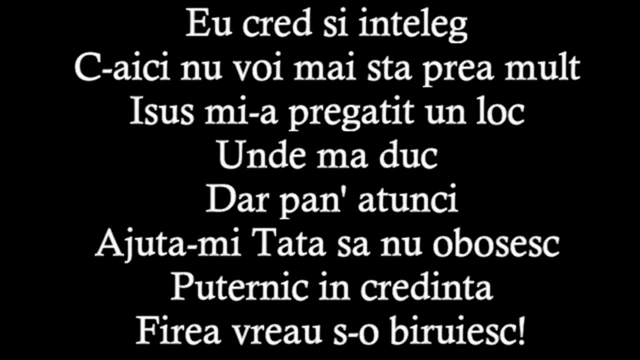 Eu cred si inteleg
C-aici nu voi mai sta prea mult
Isus mi-a pregatit un loc
Unde ma duc
Dar pan' atunci
Ajuta-mi Tata sa nu obosesc
Puternic in credinta
Firea vreau s-o biruiesc!